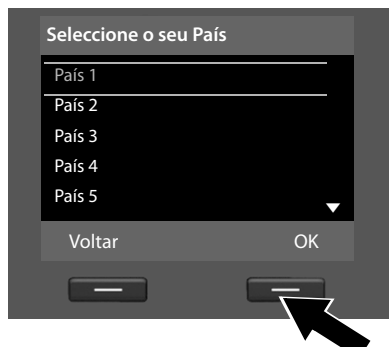 Seleccione o seu País
País 1
País 2
País 3
País 4
País 5
Voltar OK